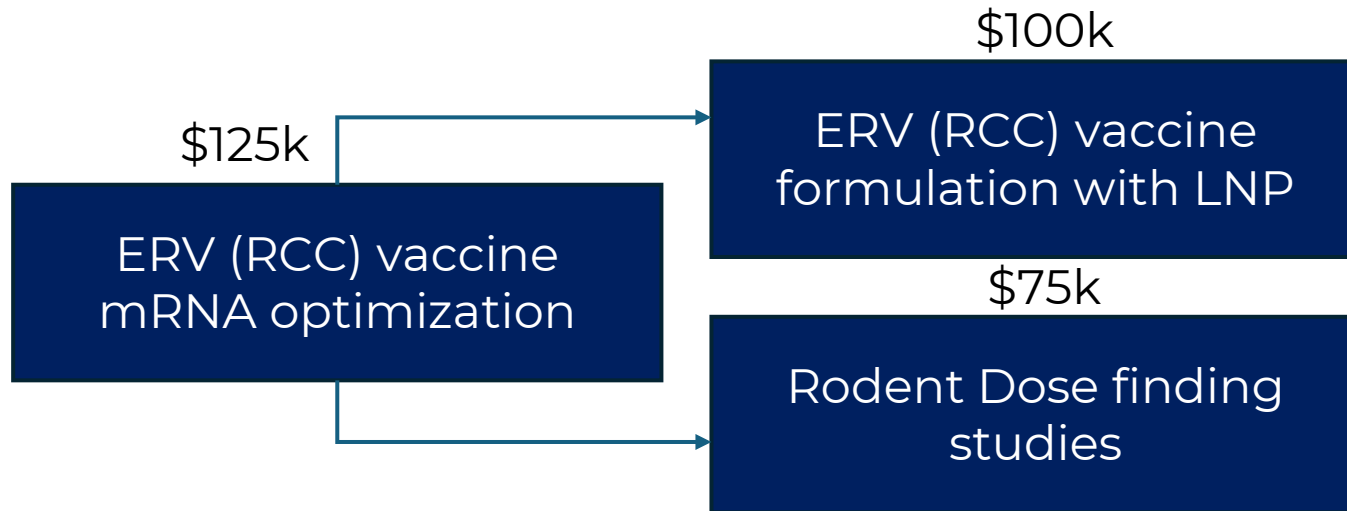 $125k
ERV (RCC) vaccine
mRNA optimization
$100k
ERV (RCC) vaccine
formulation with LNP
$75k
Rodent Dose finding
studies